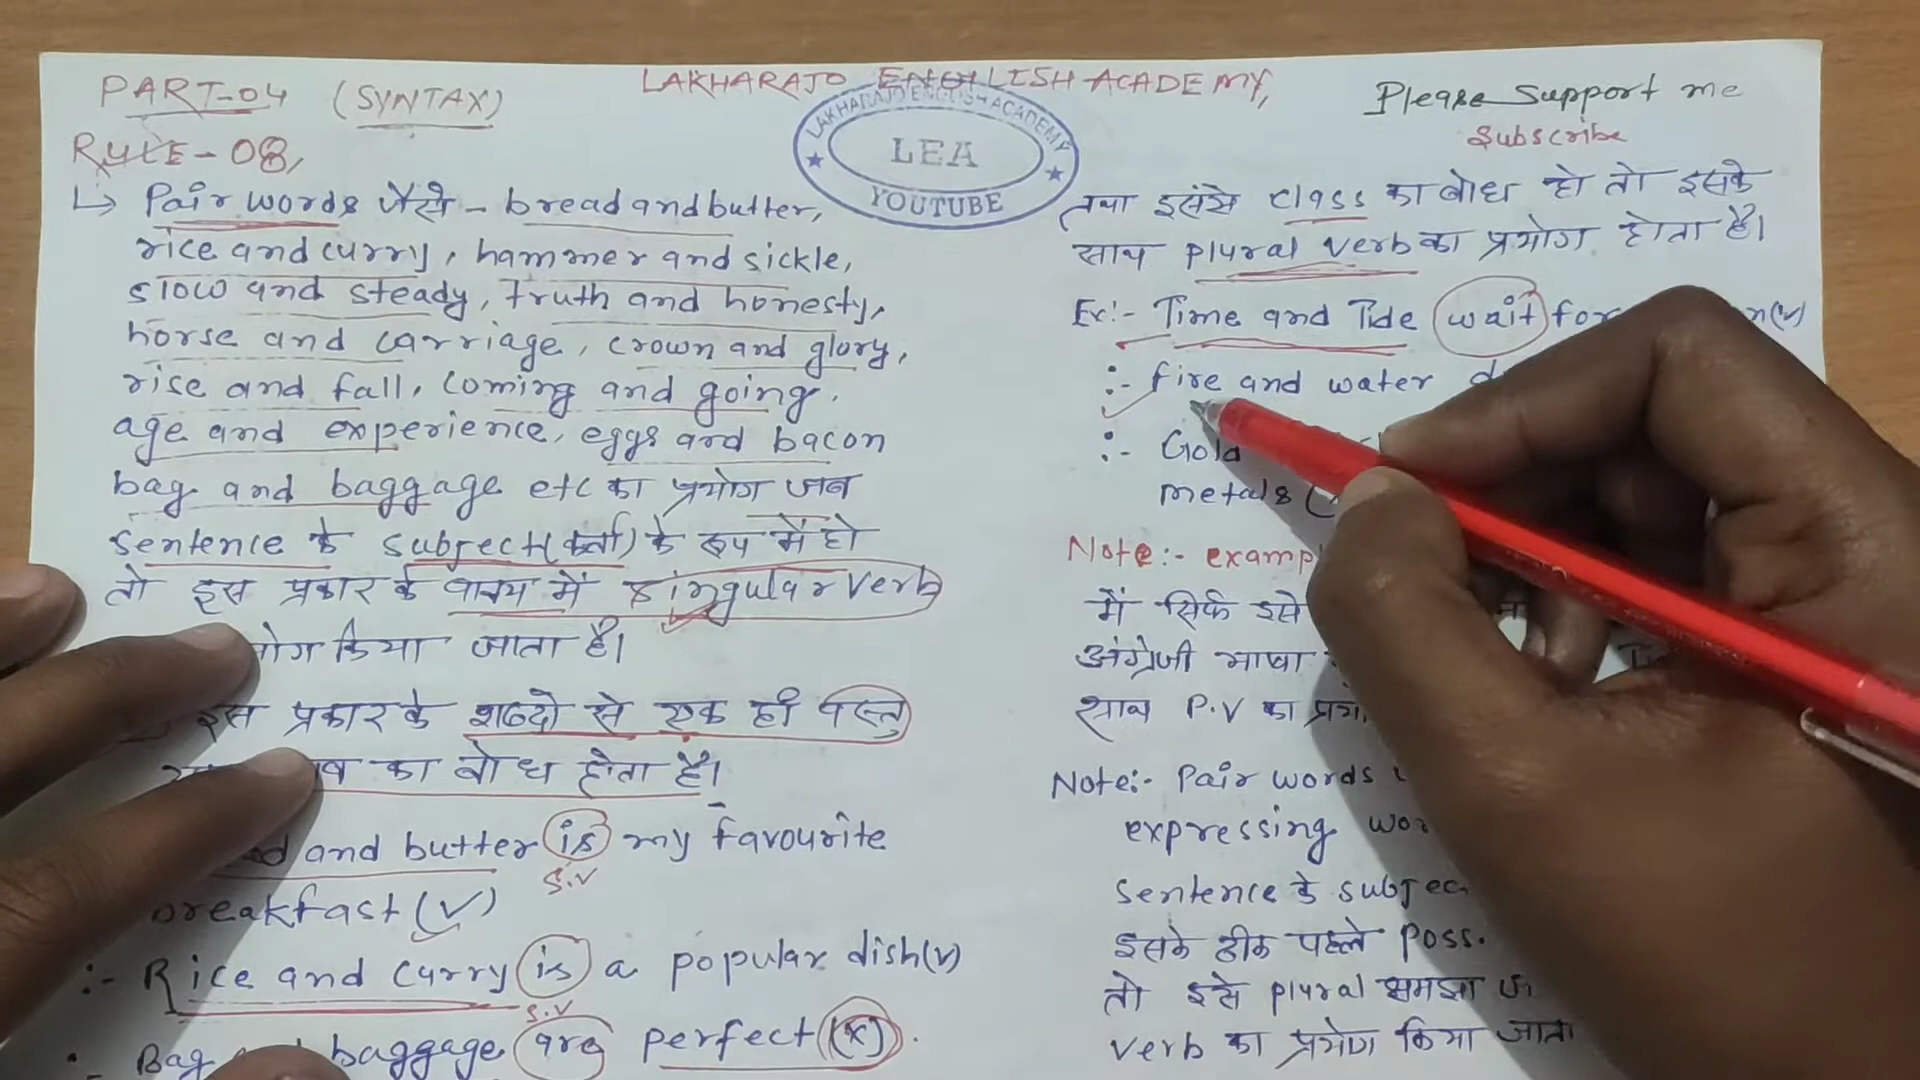 PART-04 (SYNTAX)
LAKHARAJO ENGLISH ACADEMY,
Please Support me
Subscribe
RULE-08,
LAKHARAJO ENGLISH ACADEMY
LEA
YOUTUBE
↳ Pair words जैसे - bread and butter,
rice and curry, hammer and sickle,
slow and steady, truth and honesty,
horse and carriage, crown and glory,
rise and fall, coming and going,
age and experience, eggs and bacon
bag and baggage etc का प्रयोग जब
sentence के subject(कर्ता) के रूप में हो
तो इस प्रकार के वाक्य में singular verb
किया जाता है।
इस प्रकार के शब्दो से एक ही वस्तु
का बोध होता है।
and butter is my favourite
S.V
breakfast (✓)
:- Rice and curry is a popular dish(✓)
S.V
:- Bag baggage are perfect (x).
तथा इससे class का बोध हो तो इसके
साथ plural verb का प्रयोग होता है।
Ex:- Time and Tide wait for
:- fire and water
:- Gold
metals
Note:-
में सिर्फ इसे
अंग्रेजी भाषा
साथ P.V का
Note:- Pair words
expressing
sentence के
इसके ठीक पहले Poss.
तो इसे plural समझा
verb का प्रयोग किया जाता